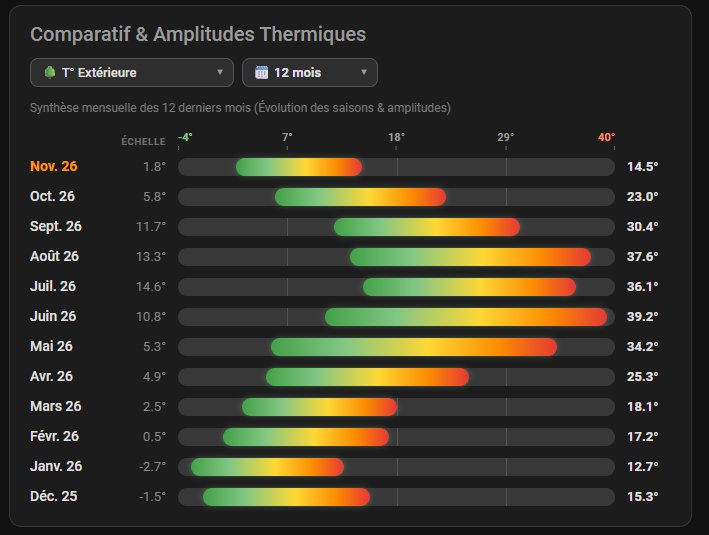 Comparatif & Amplitudes Thermiques
T° Extérieure ▼ 12 mois ▼
Synthèse mensuelle des 12 derniers mois (Évolution des saisons & amplitudes)
ÉCHELLE -4° 7° 18° 29° 40°
Nov. 26 1.8° 14.5°
Oct. 26 5.8° 23.0°
Sept. 26 11.7° 30.4°
Août 26 13.3° 37.6°
Juil. 26 14.6° 36.1°
Juin 26 10.8° 39.2°
Mai 26 5.3° 34.2°
Avr. 26 4.9° 25.3°
Mars 26 2.5° 18.1°
Févr. 26 0.5° 17.2°
Janv. 26 -2.7° 12.7°
Déc. 25 -1.5° 15.3°